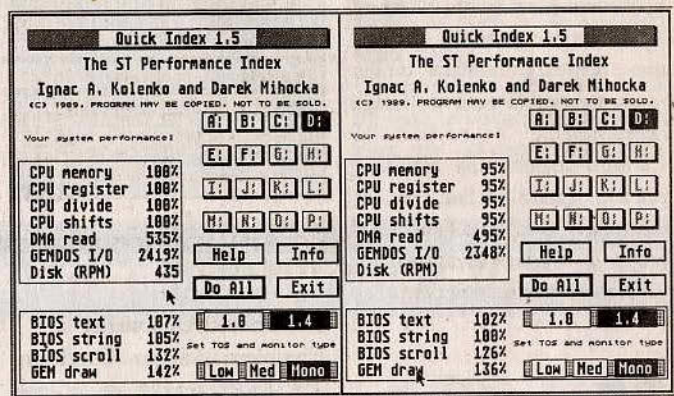 Quick Index 1.5
The ST Performance Index
Ignac A. Kolenko and Darek Mihocka
(C) 1989. PROGRAM MAY BE COPIED, NOT TO BE SOLD.
A: B: C: D:
Your system performance:
E: F: G: H:
CPU memory 100%
CPU register 100%
CPU divide 100%
CPU shifts 100%
DMA read 535%
GEMDOS I/O 2419%
Disk (RPM) 435
I: J: K: L:
M: N: O: P:
Help Info
Do All Exit
BIOS text 107%
BIOS string 105%
BIOS scroll 132%
GEM draw 142%
1.0 1.4
Set TOS and monitor type
Low Med Mono
Quick Index 1.5
The ST Performance Index
Ignac A. Kolenko and Darek Mihocka
(C) 1989. PROGRAM MAY BE COPIED, NOT TO BE SOLD.
A: B: C: D:
Your system performance:
E: F: G: H:
CPU memory 95%
CPU register 95%
CPU divide 95%
CPU shifts 95%
DMA read 495%
GEMDOS I/O 2348%
Disk (RPM)
I: J: K: L:
M: N: O: P:
Help Info
Do All Exit
BIOS text 102%
BIOS string 100%
BIOS scroll 126%
GEM draw 136%
1.0 1.4
Set TOS and monitor type
Low Med Mono